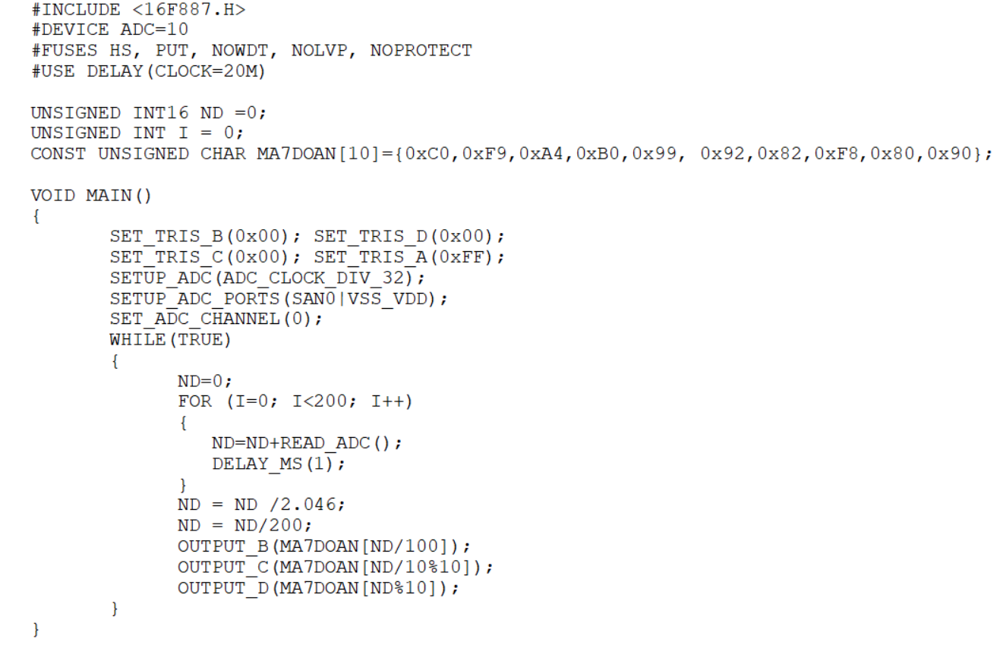 #INCLUDE <16F887.H>
#DEVICE ADC=10
#FUSES HS, PUT, NOWDT, NOLVP, NOPROTECT
#USE DELAY(CLOCK=20M)
UNSIGNED INT16 ND =0;
UNSIGNED INT I = 0;
CONST UNSIGNED CHAR MA7DOAN[10]={0xC0,0xF9,0xA4,0xB0,0x99, 0x92,0x82,0xF8,0x80,0x90};
VOID MAIN()
{
SET_TRIS_B(0x00); SET_TRIS_D(0x00);
SET_TRIS_C(0x00); SET_TRIS_A(0xFF);
SETUP_ADC(ADC_CLOCK_DIV_32);
SETUP_ADC_PORTS(SAN0|VSS_VDD);
SET_ADC_CHANNEL(0);
WHILE(TRUE)
{
ND=0;
FOR (I=0; I<200; I++)
{
ND=ND+READ_ADC();
DELAY_MS(1);
}
ND = ND /2.046;
ND = ND/200;
OUTPUT_B(MA7DOAN[ND/100]);
OUTPUT_C(MA7DOAN[ND/10%10]);
OUTPUT_D(MA7DOAN[ND%10]);
}
}